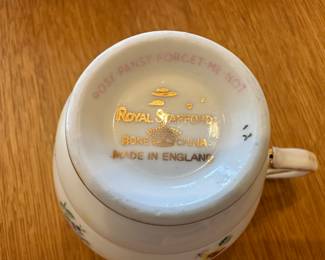 ROSE PANSY FORGET-ME-NOT
ROYAL STAFFORD
BONE CHINA
MADE IN ENGLAND